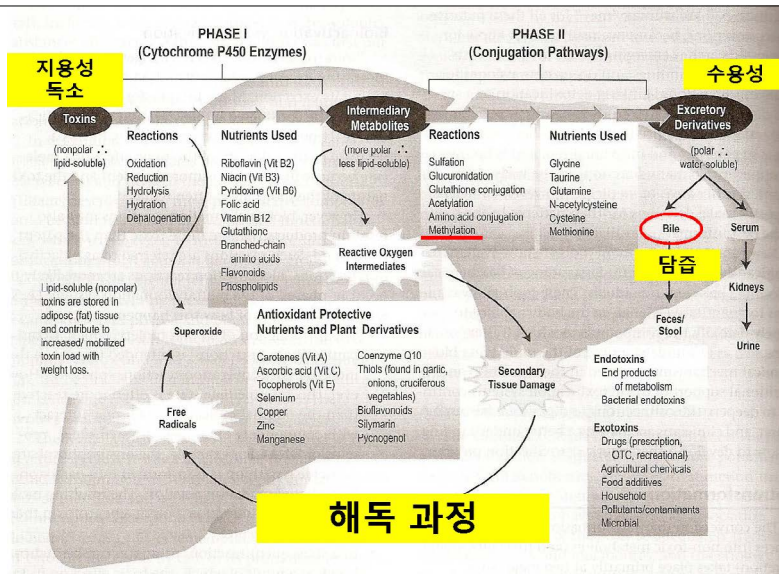 PHASE I
(Cytochrome P450 Enzymes)
PHASE II
(Conjugation Pathways)
지용성
독소
수용성
Toxins
(nonpolar ∴
lipid-soluble)
Reactions
Oxidation
Reduction
Hydrolysis
Hydration
Dehalogenation
Nutrients Used
Riboflavin (Vit B2)
Niacin (Vit B3)
Pyridoxine (Vit B6)
Folic acid
Vitamin B12
Glutathione
Branched-chain
amino acids
Flavonoids
Phospholipids
Intermediary
Metabolites
(more polar ∴
less lipid-soluble)
Reactions
Sulfation
Glucuronidation
Glutathione conjugation
Acetylation
Amino acid conjugation
Methylation
Nutrients Used
Glycine
Taurine
Glutamine
N-acetylcysteine
Cysteine
Methionine
Excretory
Derivatives
(polar ∴
water-soluble)
Bile
담즙
Serum
Kidneys
Urine
Feces/
Stool
Reactive Oxygen
Intermediates
Lipid-soluble (nonpolar)
toxins are stored in
adipose (fat) tissue
and contribute to
increased/ mobilized
toxin load with
weight loss.
Superoxide
Free
Radicals
Antioxidant Protective
Nutrients and Plant Derivatives
Carotenes (Vit A)
Ascorbic acid (Vit C)
Tocopherols (Vit E)
Selenium
Copper
Zinc
Manganese
Coenzyme Q10
Thiols (found in garlic,
onions, cruciferous
vegetables)
Bioflavonoids
Silymarin
Pycnogenol
Secondary
Tissue Damage
Endotoxins
End products
of metabolism
Bacterial endotoxins
Exotoxins
Drugs (prescription,
OTC, recreational)
Agricultural chemicals
Food additives
Household
Pollutants/contaminants
Microbial
해독 과정